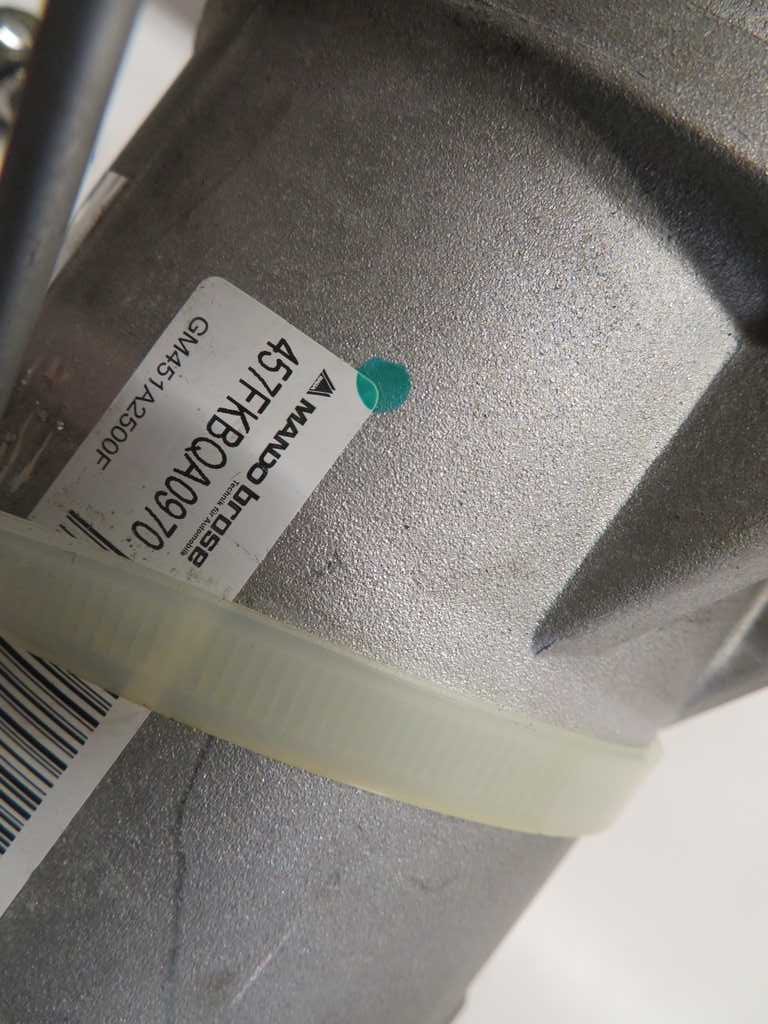 MANDO brose
Technik für Automobile
457FKBQA0970
GM451A2500F